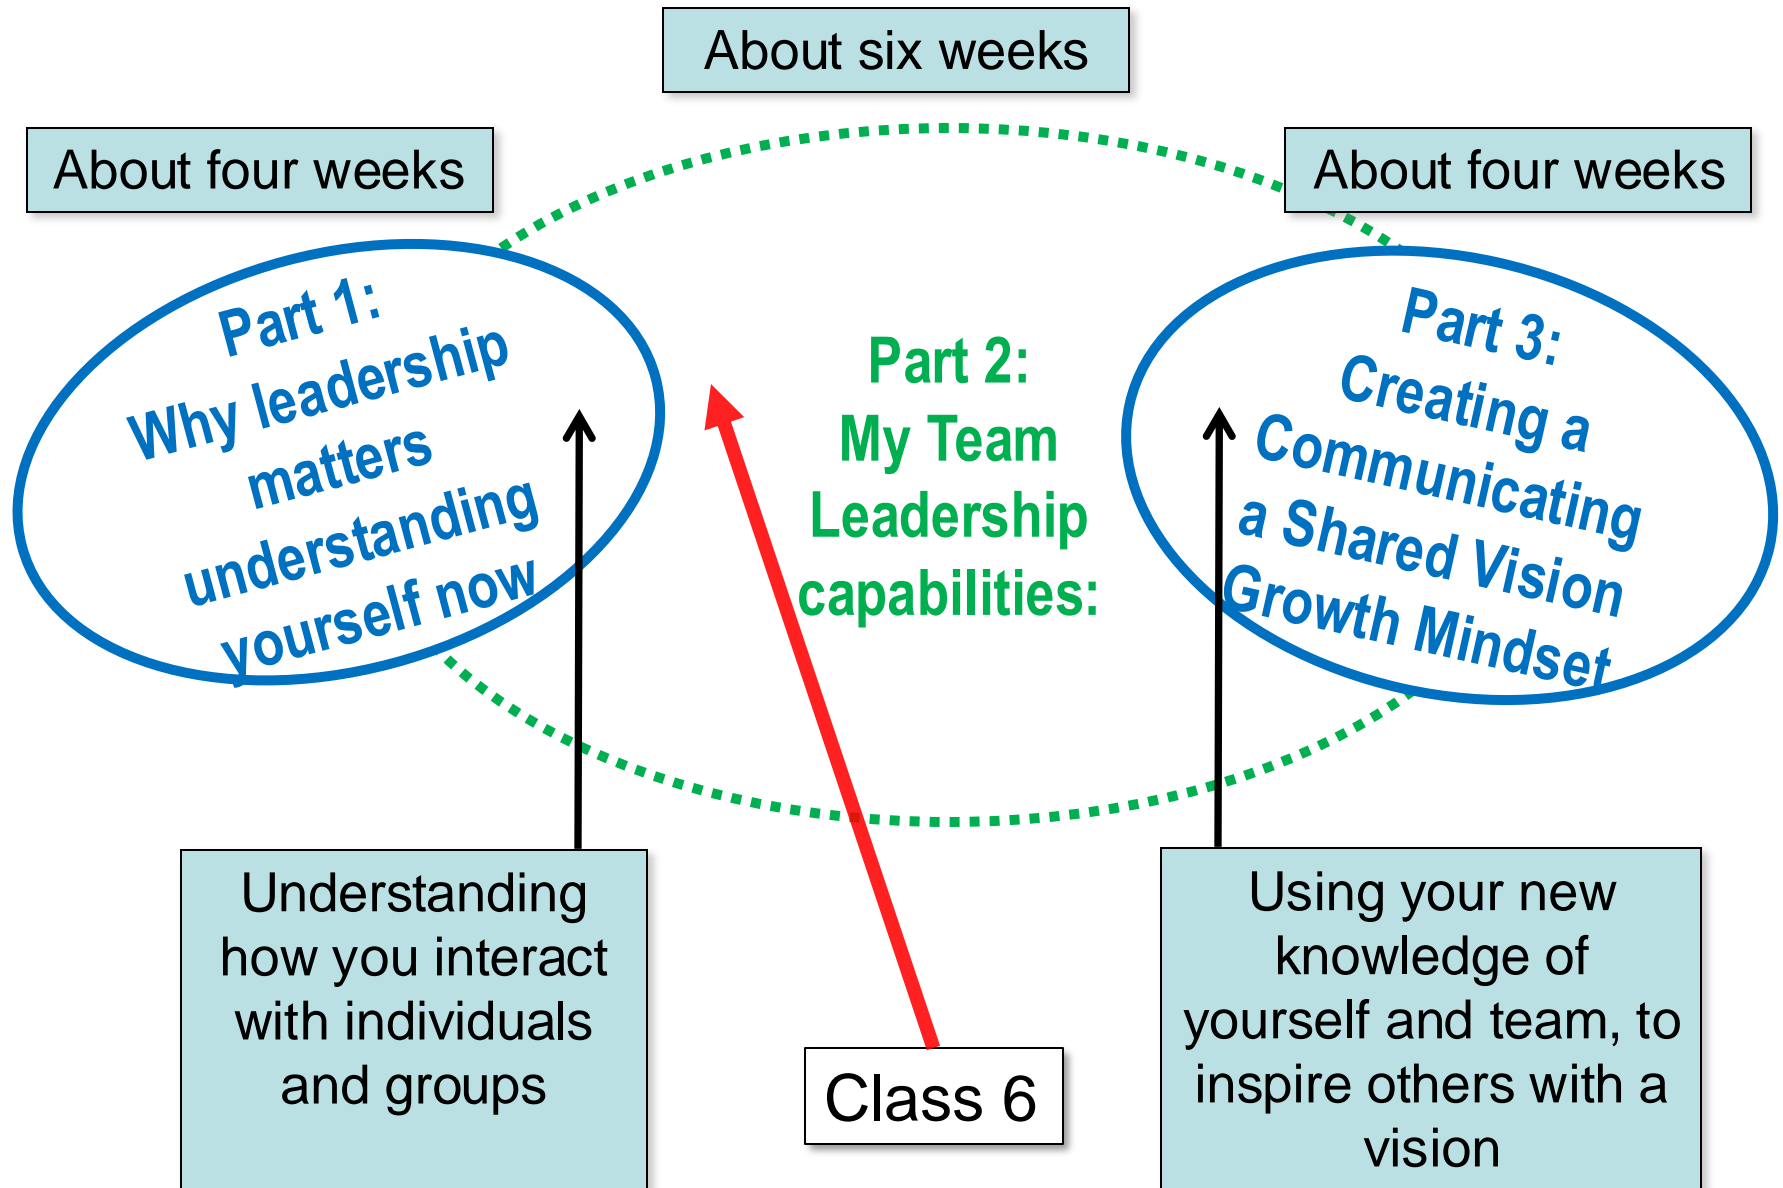 About six weeks
About four weeks
About four weeks
Part 1:
Why leadership
matters
understanding
yourself now
Part 2:
My Team
Leadership
capabilities:
Part 3:
Creating a
Communicating
a Shared Vision
Growth Mindset
Understanding
how you interact
with individuals
and groups
Class 6
Using your new
knowledge of
yourself and team, to
inspire others with a
vision